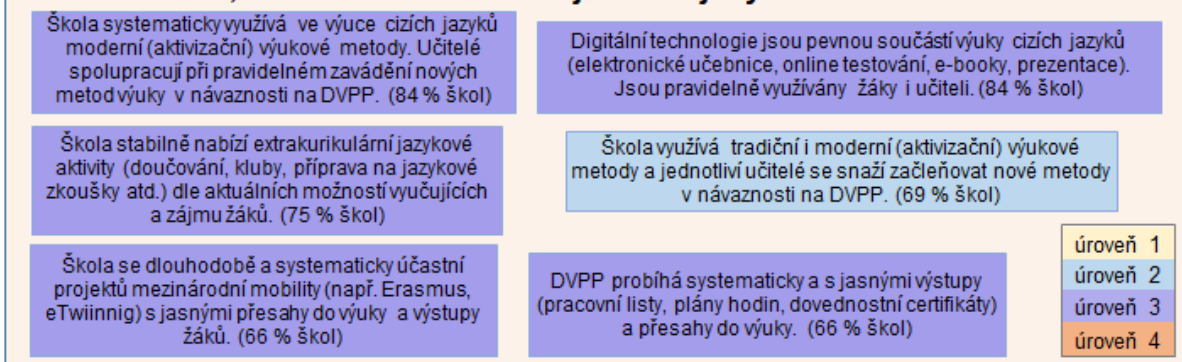 Škola systematicky využívá ve výuce cizích jazyků
moderní (aktivizační) výukové metody. Učitelé
spolupracují při pravidelném zavádění nových
metod výuky v návaznosti na DVPP. (84 % škol)
Digitální technologie jsou pevnou součástí výuky cizích jazyků
(elektronické učebnice, online testování, e-booky, prezentace).
Jsou pravidelně využívány žáky i učiteli. (84 % škol)
Škola stabilně nabízí extrakurikulární jazykové
aktivity (doučování, kluby, příprava na jazykové
zkoušky atd.) dle aktuálních možností vyučujících
a zájmu žáků. (75 % škol)
Škola využívá tradiční i moderní (aktivizační) výukové
metody a jednotliví učitelé se snaží začleňovat nové metody
v návaznosti na DVPP. (69 % škol)
Škola se dlouhodobě a systematicky účastní
projektů mezinárodní mobility (např. Erasmus,
eTwiinnig) s jasnými přesahy do výuky a výstupy
žáků. (66 % škol)
DVPP probíhá systematicky a s jasnými výstupy
(pracovní listy, plány hodin, dovednostní certifikáty)
a přesahy do výuky. (66 % škol)
úroveň 1
úroveň 2
úroveň 3
úroveň 4